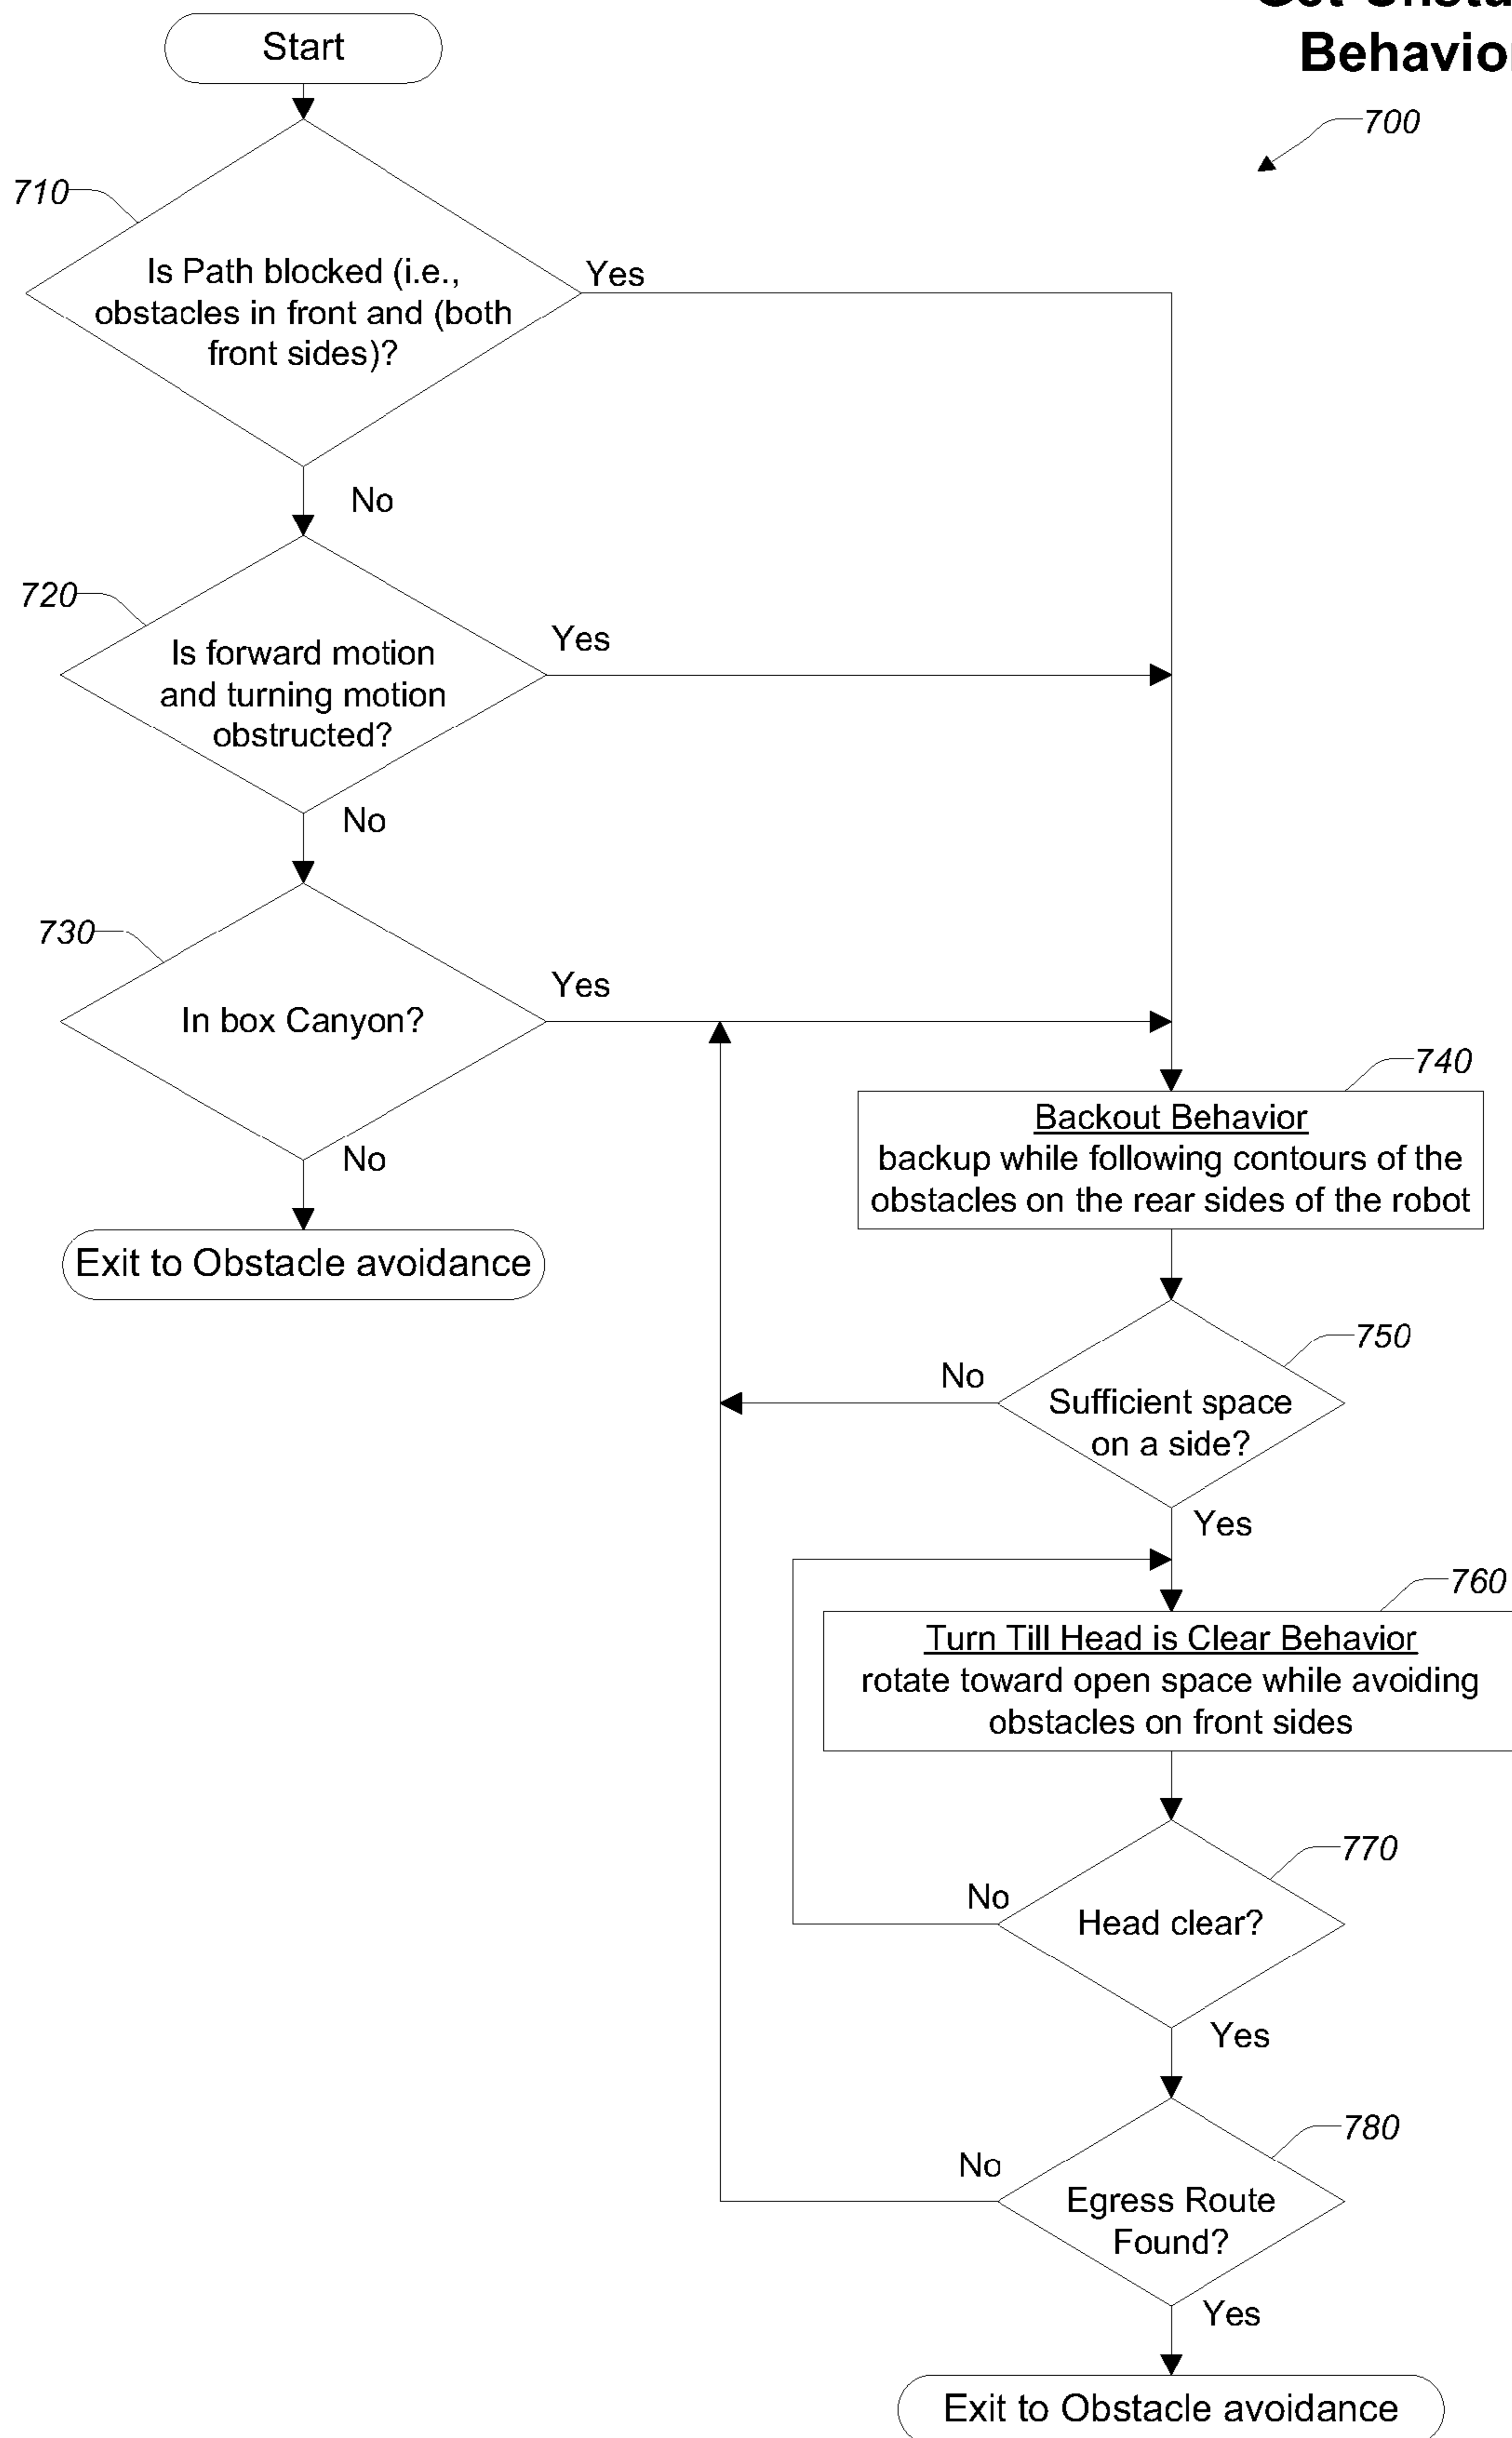 Behavior
700
Start
710
Is Path blocked (i.e.,
obstacles in front and (both
front sides)?
Yes
No
720
Is forward motion
and turning motion
obstructed?
Yes
No
730
In box Canyon?
Yes
No
Exit to Obstacle avoidance
740
Backout Behavior
backup while following contours of the
obstacles on the rear sides of the robot
750
Sufficient space
on a side?
No
Yes
760
Turn Till Head is Clear Behavior
rotate toward open space while avoiding
obstacles on front sides
770
Head clear?
No
Yes
780
Egress Route
Found?
No
Yes
Exit to Obstacle avoidance